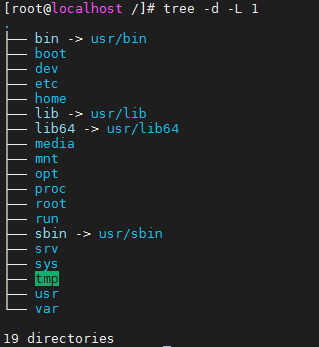 [root@localhost /]# tree -d -L 1
.
├── bin -> usr/bin
├── boot
├── dev
├── etc
├── home
├── lib -> usr/lib
├── lib64 -> usr/lib64
├── media
├── mnt
├── opt
├── proc
├── root
├── run
├── sbin -> usr/sbin
├── srv
├── sys
├── tmp
├── usr
└── var
19 directories